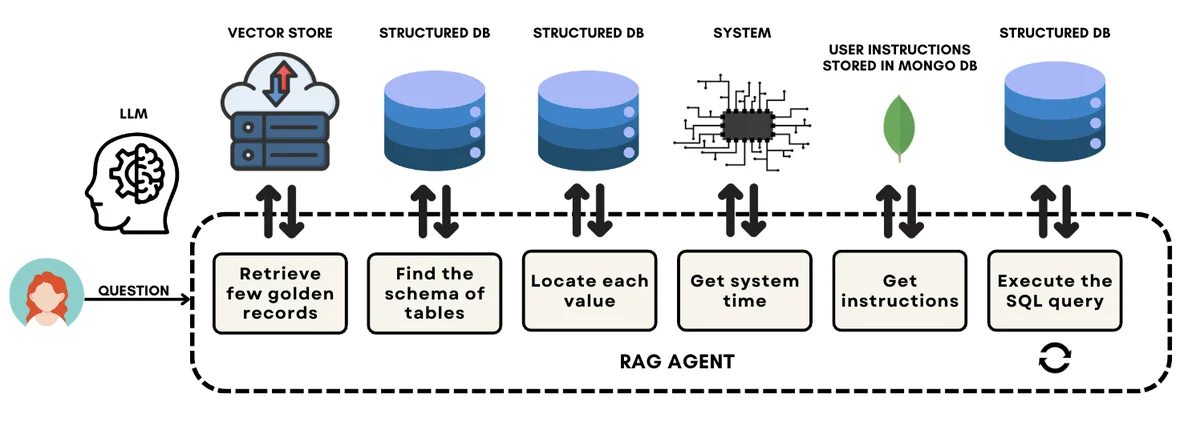 VECTOR STORE
STRUCTURED DB
STRUCTURED DB
SYSTEM
USER INSTRUCTIONS
STORED IN MONGO DB
STRUCTURED DB
LLM
QUESTION
Retrieve
few golden
records
Find the
schema of
tables
Locate each
value
Get system
time
Get
instructions
Execute the
SQL query
RAG AGENT